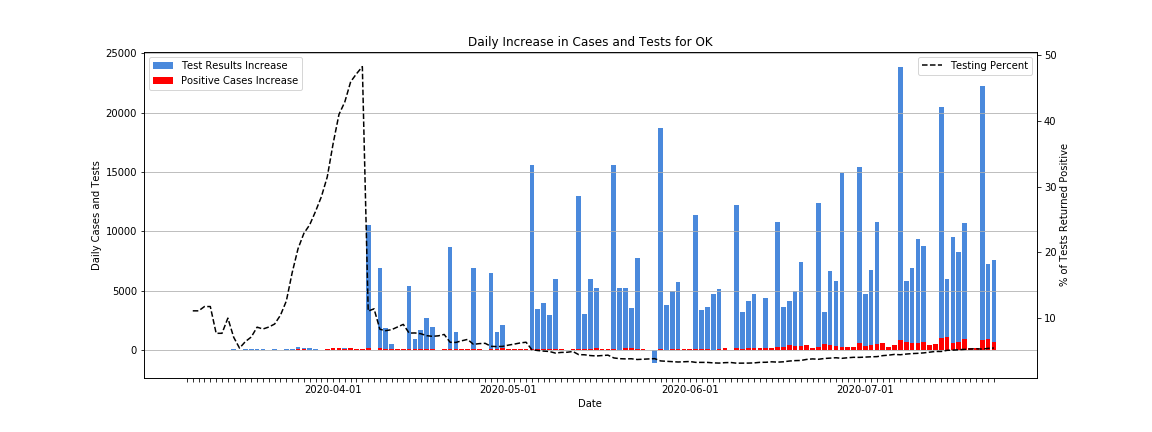 Daily Increase in Cases and Tests for OK
Test Results Increase
Positive Cases Increase
Testing Percent
25000
20000
15000
10000
5000
0
Daily Cases and Tests
50
40
30
20
10
% of Tests Returned Positive
2020-04-01
2020-05-01
2020-06-01
2020-07-01
Date